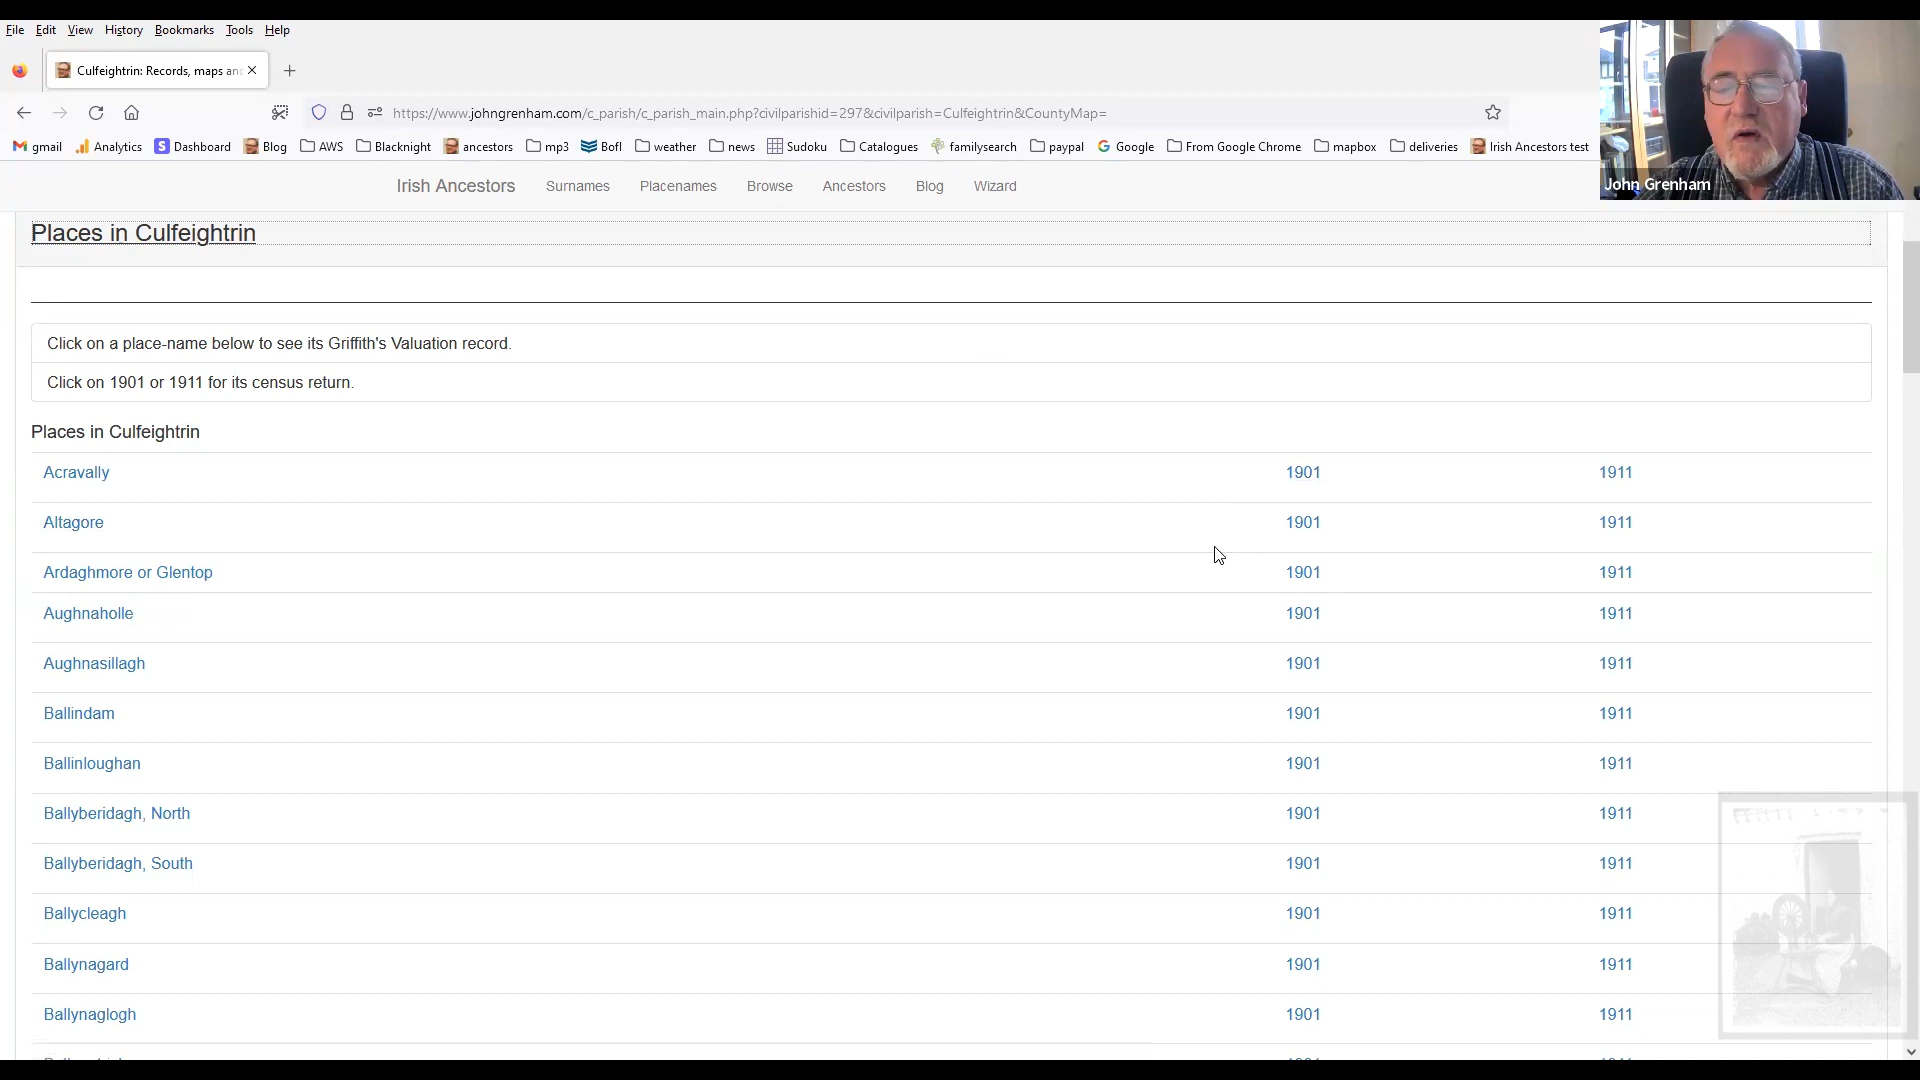 File Edit View History Bookmarks Tools Help
Culfeightrin: Records, maps an
https://www.johngrenham.com/c_parish/c_parish_main.php?civilparishid=297&civilparish=Culfeightrin&CountyMap=
gmail Analytics Dashboard Blog AWS Blacknight ancestors mp3 BofI weather news Sudoku Catalogues familysearch paypal Google From Google Chrome mapbox deliveries Irish Ancestors test
John Grenham
Irish Ancestors Surnames Placenames Browse Ancestors Blog Wizard
Places in Culfeightrin
Click on a place-name below to see its Griffith's Valuation record.
Click on 1901 or 1911 for its census return.
Places in Culfeightrin
Acravally 1901 1911
Altagore 1901 1911
Ardaghmore or Glentop 1901 1911
Aughnaholle 1901 1911
Aughnasillagh 1901 1911
Ballindam 1901 1911
Ballinloughan 1901 1911
Ballyberidagh, North 1901 1911
Ballyberidagh, South 1901 1911
Ballycleagh 1901 1911
Ballynagard 1901 1911
Ballynaglogh 1901 1911